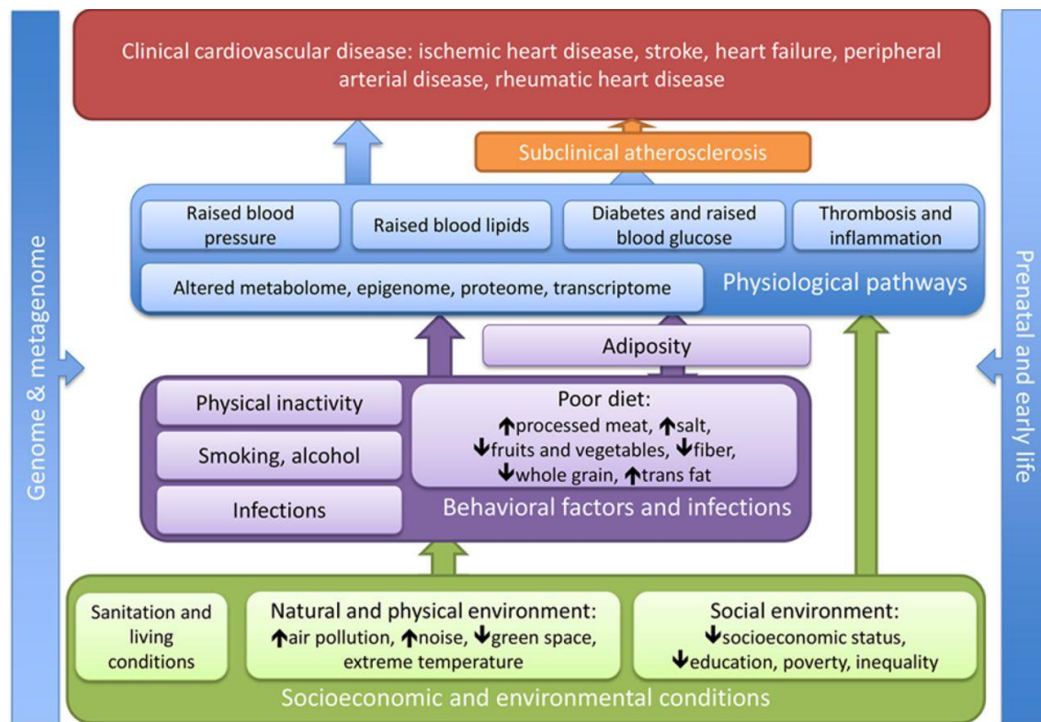 Clinical cardiovascular disease: ischemic heart disease, stroke, heart failure, peripheral
arterial disease, rheumatic heart disease
Subclinical atherosclerosis
Raised blood
pressure
Raised blood lipids
Diabetes and raised
blood glucose
Thrombosis and
inflammation
Altered metabolome, epigenome, proteome, transcriptome
Physiological pathways
Adiposity
Physical inactivity
Smoking, alcohol
Infections
Poor diet:
↑processed meat, ↑salt,
↓fruits and vegetables, ↓fiber,
↓whole grain, ↑trans fat
Behavioral factors and infections
Sanitation and
living
conditions
Natural and physical environment:
↑air pollution, ↑noise, ↓green space,
extreme temperature
Social environment:
↓socioeconomic status,
↓education, poverty, inequality
Socioeconomic and environmental conditions
Genome & metagenome
Prenatal and early life